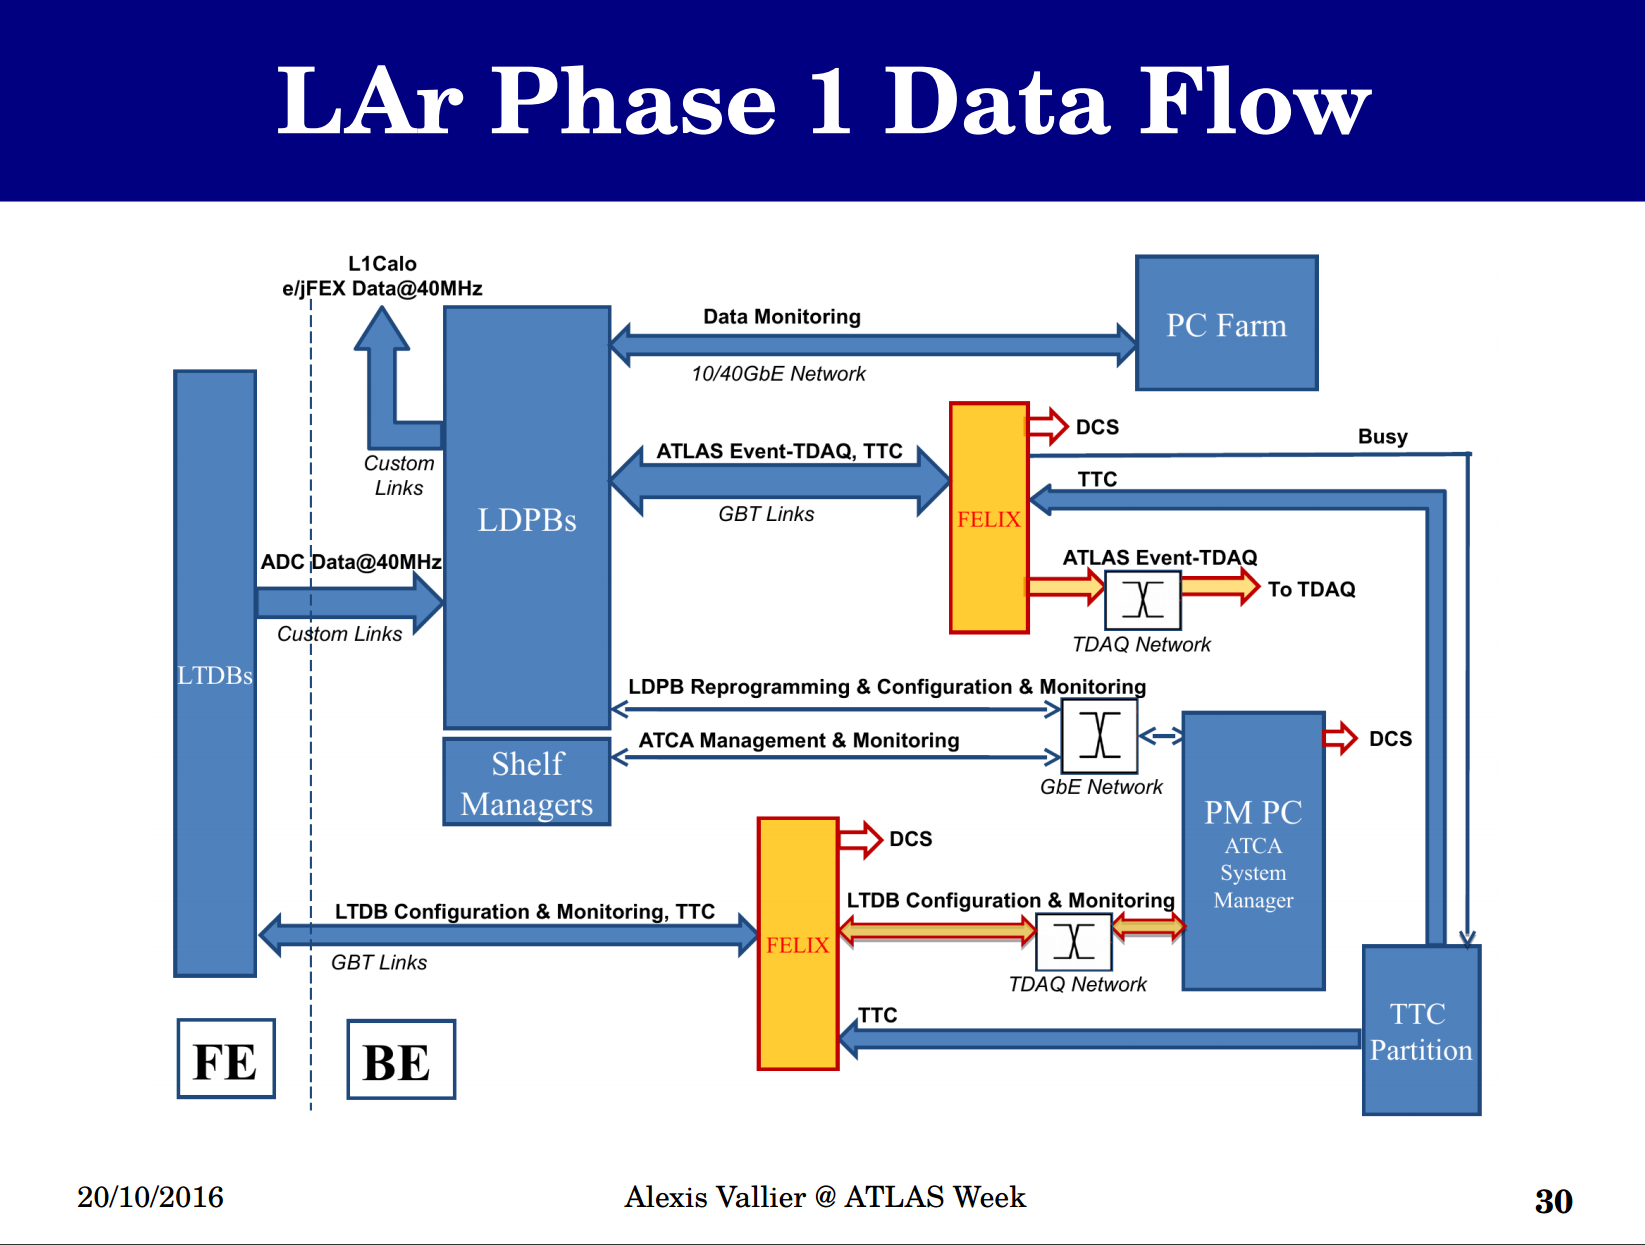 LAr Phase 1 Data Flow
L1Calo
e/jFEX Data@40MHz
Custom
Links
LDPBs
Data Monitoring
10/40GbE Network
PC Farm
ATLAS Event-TDAQ, TTC
GBT Links
FELIX
DCS
Busy
TTC
ATLAS Event-TDAQ
To TDAQ
TDAQ Network
ADC Data@40MHz
Custom Links
LTDBs
LDPB Reprogramming & Configuration & Monitoring
ATCA Management & Monitoring
GbE Network
Shelf
Managers
PM PC
ATCA
System
Manager
DCS
DCS
LTDB Configuration & Monitoring
TDAQ Network
LTDB Configuration & Monitoring, TTC
GBT Links
FELIX
TTC
TTC
Partition
FE
BE
20/10/2016
Alexis Vallier @ ATLAS Week
30